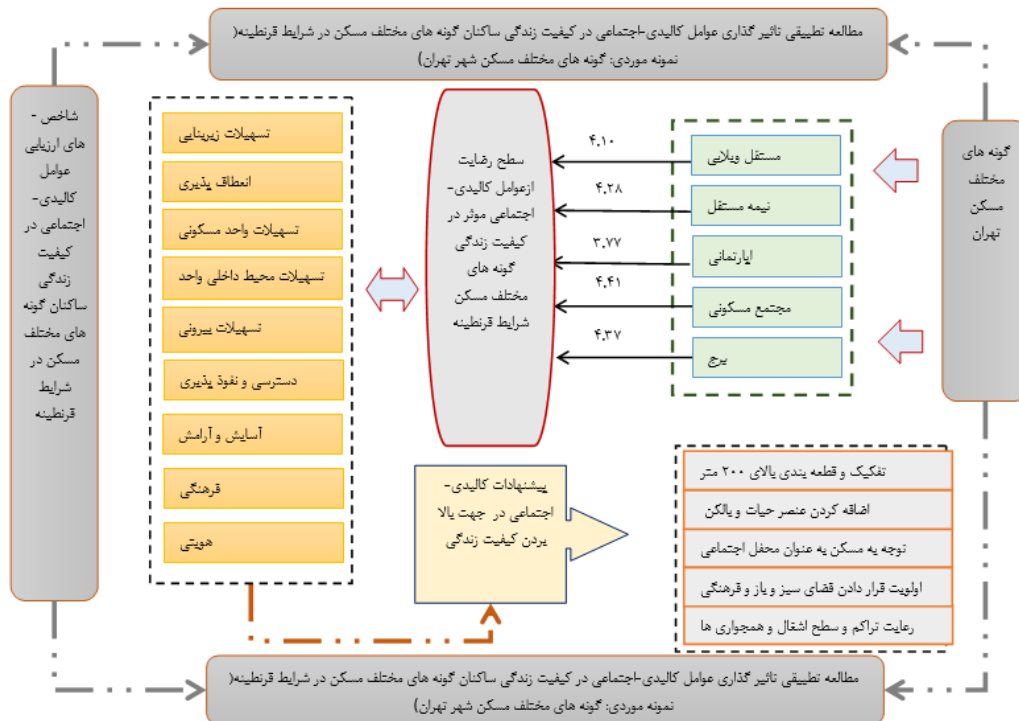 مطالعه تطبیقی تاثیر گذاری عوامل کالیدی-اجتماعی در کیفیت زندگی ساکنان گونه های مختلف مسکن در شرایط قرنطینه(
نمونه موردی: گونه های مختلف مسکن شهر تهران)
گونه های
مختلف
مسکن
تهران
مستقل ویلایی
نیمه مستقل
اپارتمانی
مجتمع مسکونی
برج
۴.۱۰
۴.۲۸
۳.۷۷
۴.۴۱
۴.۳۷
سطح رضایت
ازعوامل کالیدی-
اجتماعی موثر در
کیفیت زندگی
گونه های
مختلف مسکن
شرایط قرنطینه
تسهیلات زیربنایی
انعطاف پذیری
تسهیلات واحد مسکونی
تسهیلات محیط داخلی واحد
تسهیلات بیرونی
دسترسی و نفوذ پذیری
آسایش و آرامش
فرهنگی
هویتی
شاخص -
های ارزیابی
عوامل
کالیدی-
اجتماعی در
کیفیت
زندگی
ساکنان گونه
های مختلف
مسکن در
شرایط
قرنطینه
پیشنهادات کالیدی-
اجتماعی در جهت بالا
بردن کیفیت زندگی
تفکیک و قطعه بندی بالای ۲۰۰ متر
اضافه کردن عنصر حیات و بالکن
توجه به مسکن به عنوان محفل اجتماعی
اولویت قرار دادن فضای سبز و باز و فرهنگی
رعایت تراکم و سطح اشغال و همجواری ها
مطالعه تطبیقی تاثیر گذاری عوامل کالیدی-اجتماعی در کیفیت زندگی ساکنان گونه های مختلف مسکن در شرایط قرنطینه(
نمونه موردی: گونه های مختلف مسکن شهر تهران)